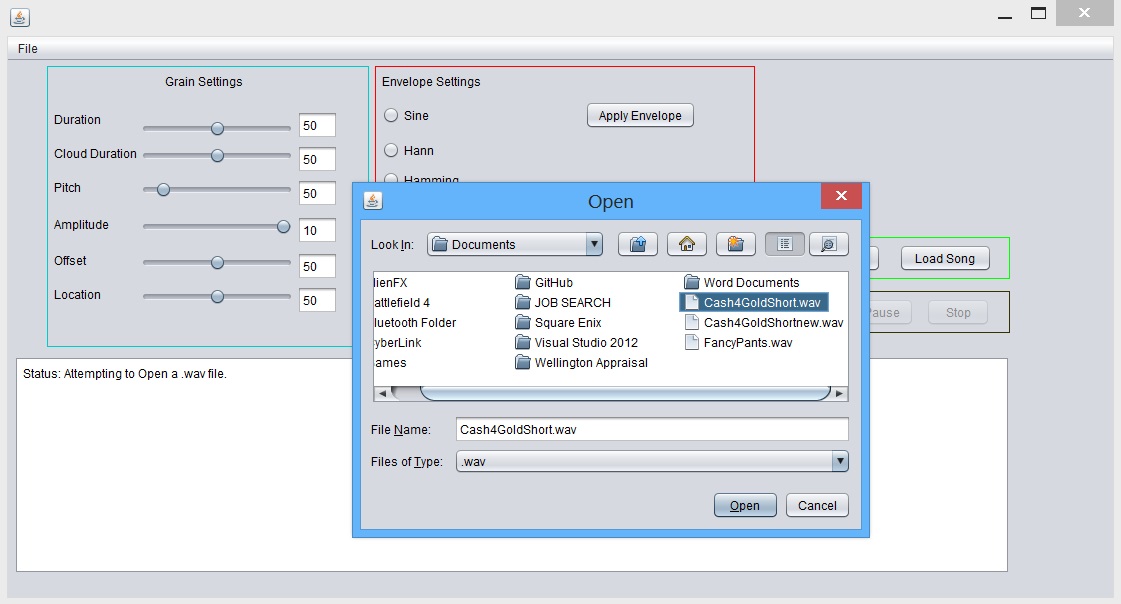 File
Grain Settings
Duration 50
Cloud Duration 50
Pitch 50
Amplitude 10
Offset 50
Location 50
Envelope Settings
Sine
Apply Envelope
Hann
Hamming
Load Song
Pause
Stop
Status: Attempting to Open a .wav file.
Open
Look In: Documents
lienFX
attlefield 4
luetooth Folder
yberLink
ames
GitHub
JOB SEARCH
Square Enix
Visual Studio 2012
Wellington Appraisal
Word Documents
Cash4GoldShort.wav
Cash4GoldShortnew.wav
FancyPants.wav
File Name: Cash4GoldShort.wav
Files of Type: .wav
Open Cancel